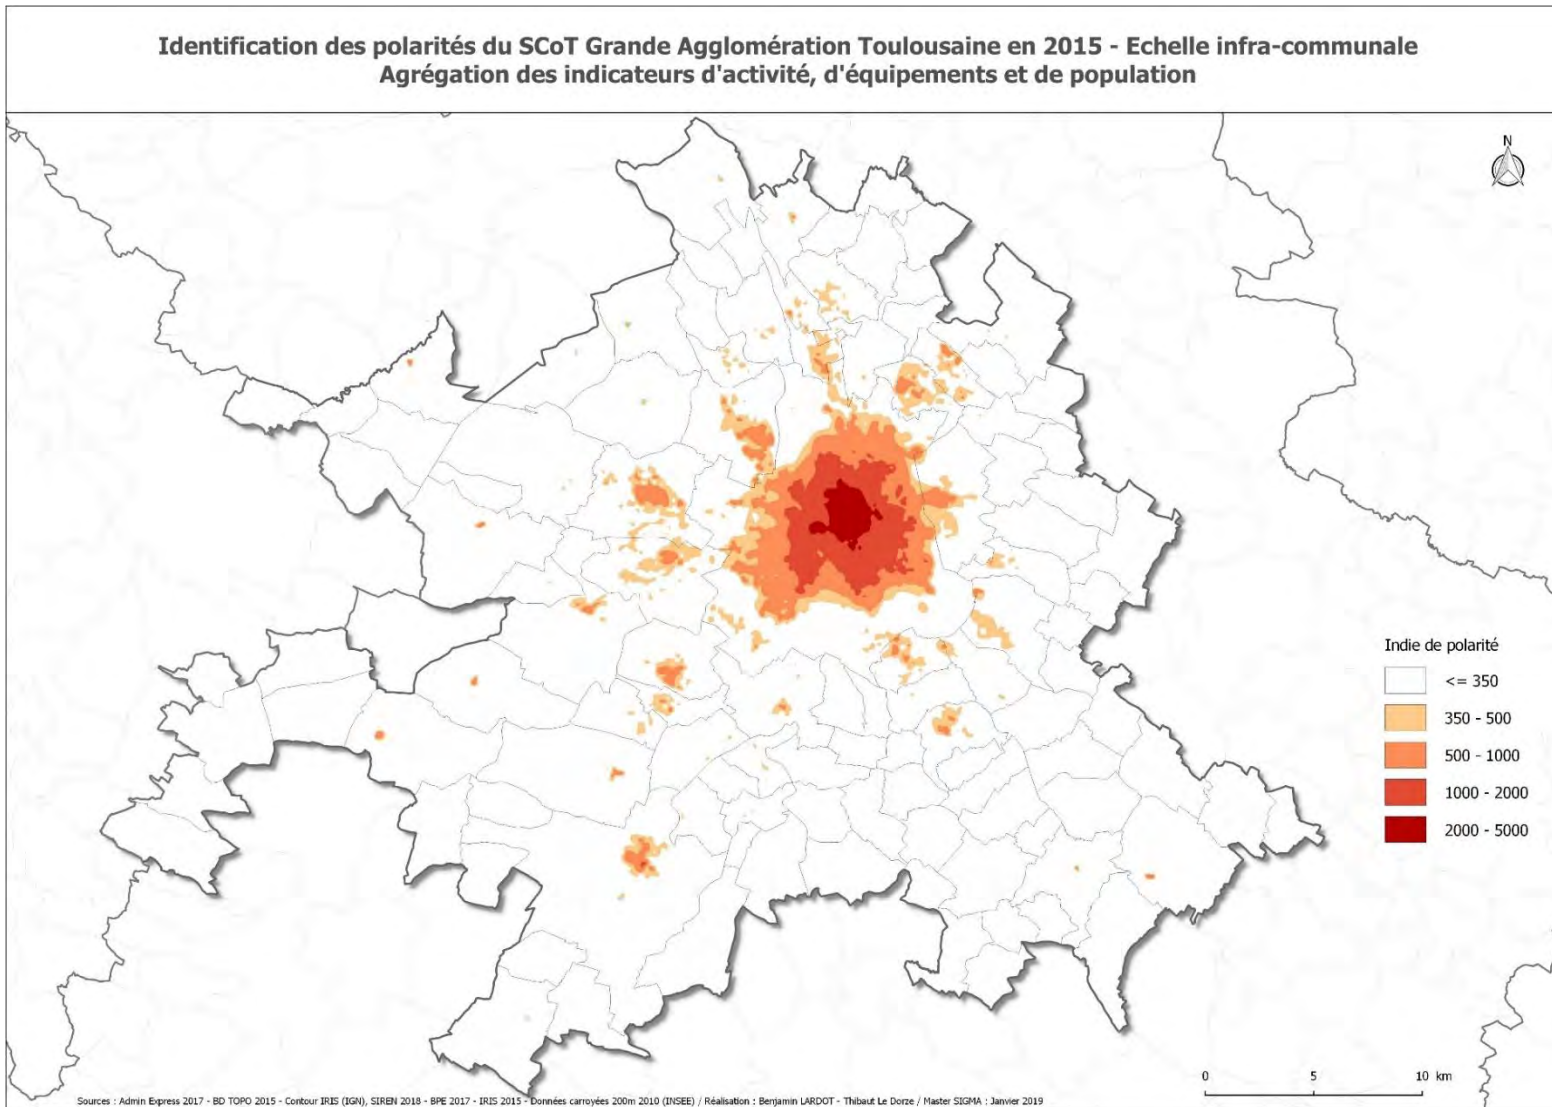 Identification des polarités du SCoT Grande Agglomération Toulousaine en 2015 - Echelle infra-communale
Agrégation des indicateurs d'activité, d'équipements et de population
N
Indie de polarité
<= 350
350 - 500
500 - 1000
1000 - 2000
2000 - 5000
0 5 10 km
Sources : Admin Express 2017 - BD TOPO 2015 - Contour IRIS (IGN), SIREN 2018 - BPE 2017 - IRIS 2015 - Données carroyées 200m 2010 (INSEE) / Réalisation : Benjamin LARDOT - Thibaut Le Dorze / Master SIGMA : Janvier 2019